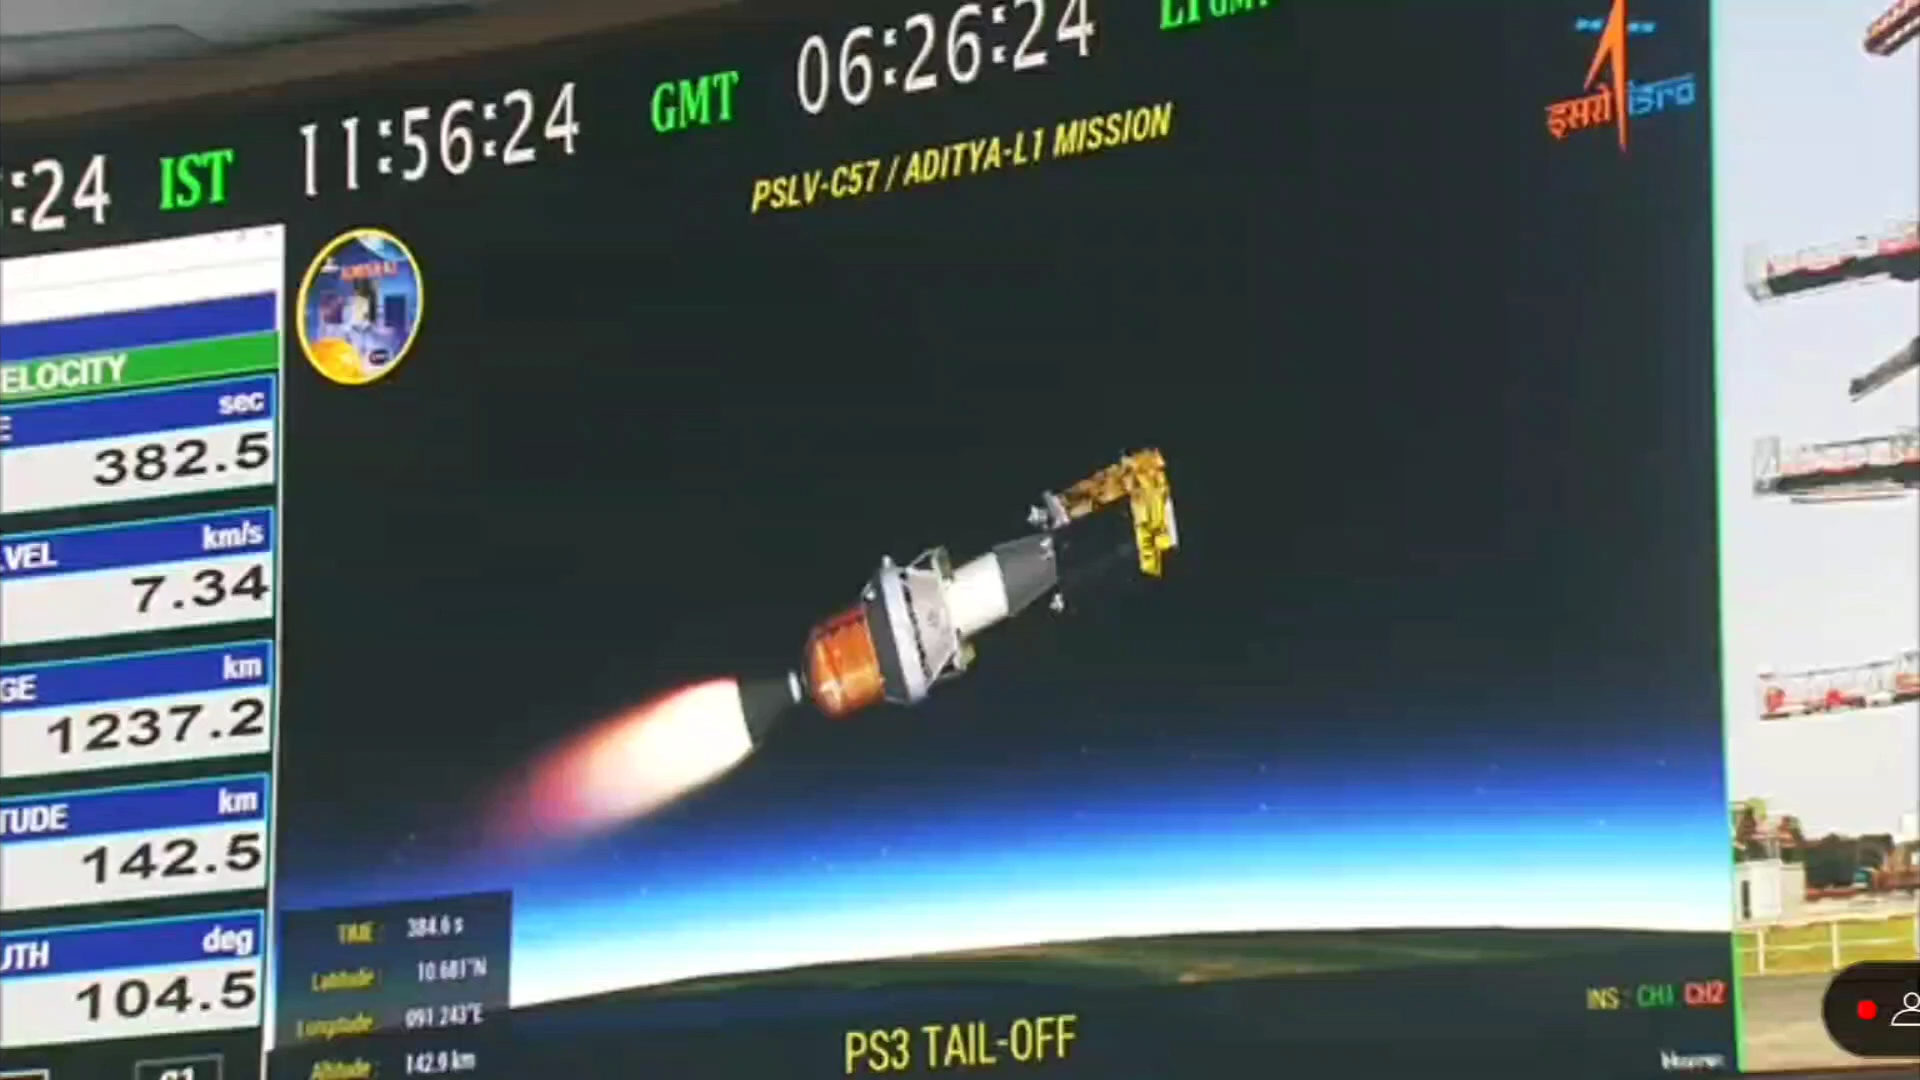 :24 IST 11:56:24 GMT 06:26:24
PSLV-C57 / ADITYA-L1 MISSION
इसरो isro
ELOCITY
sec
382.5
VEL km/s
7.34
GE km
1237.2
TUDE km
142.5
UTH deg
104.5
TIME : 384.6 s
Latitude : 10.681°N
Longitude : 091.243°E
Altitude : 142.9 km
PS3 TAIL-OFF
INS : CH1 CH2